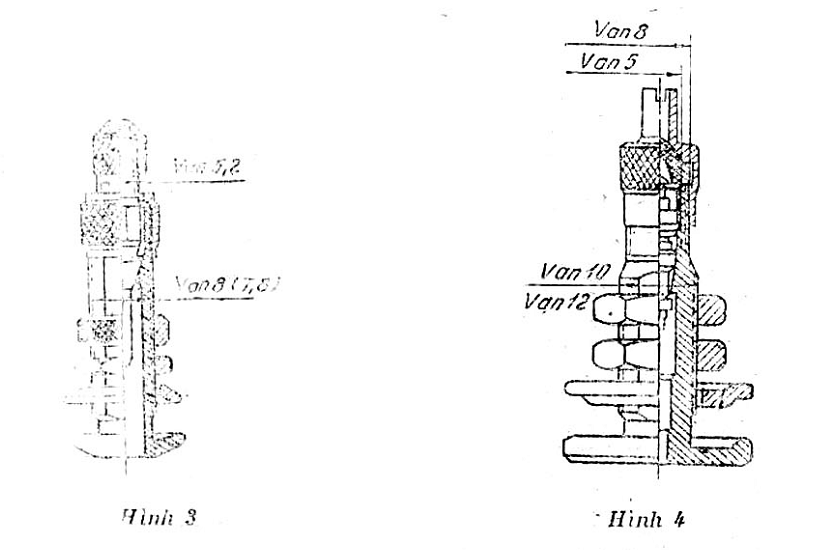 Van 5,2
Van 8 (7,8)
Hình 3
Van 8
Van 5
Van 10
Van 12
Hình 4